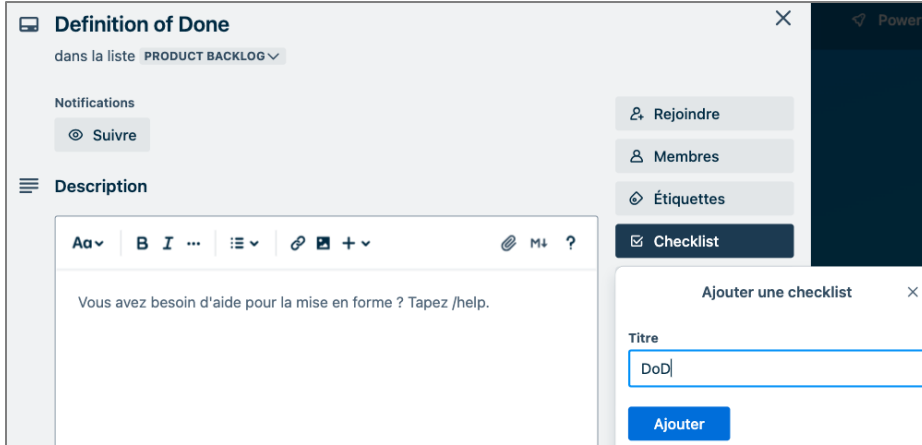 Definition of Done
Power
dans la liste PRODUCT BACKLOG
Notifications
Suivre
Rejoindre
Membres
Description
Étiquettes
Aa B I ... M↓ ?
Checklist
Vous avez besoin d'aide pour la mise en forme ? Tapez /help.
Ajouter une checklist
Titre
DoD
Ajouter